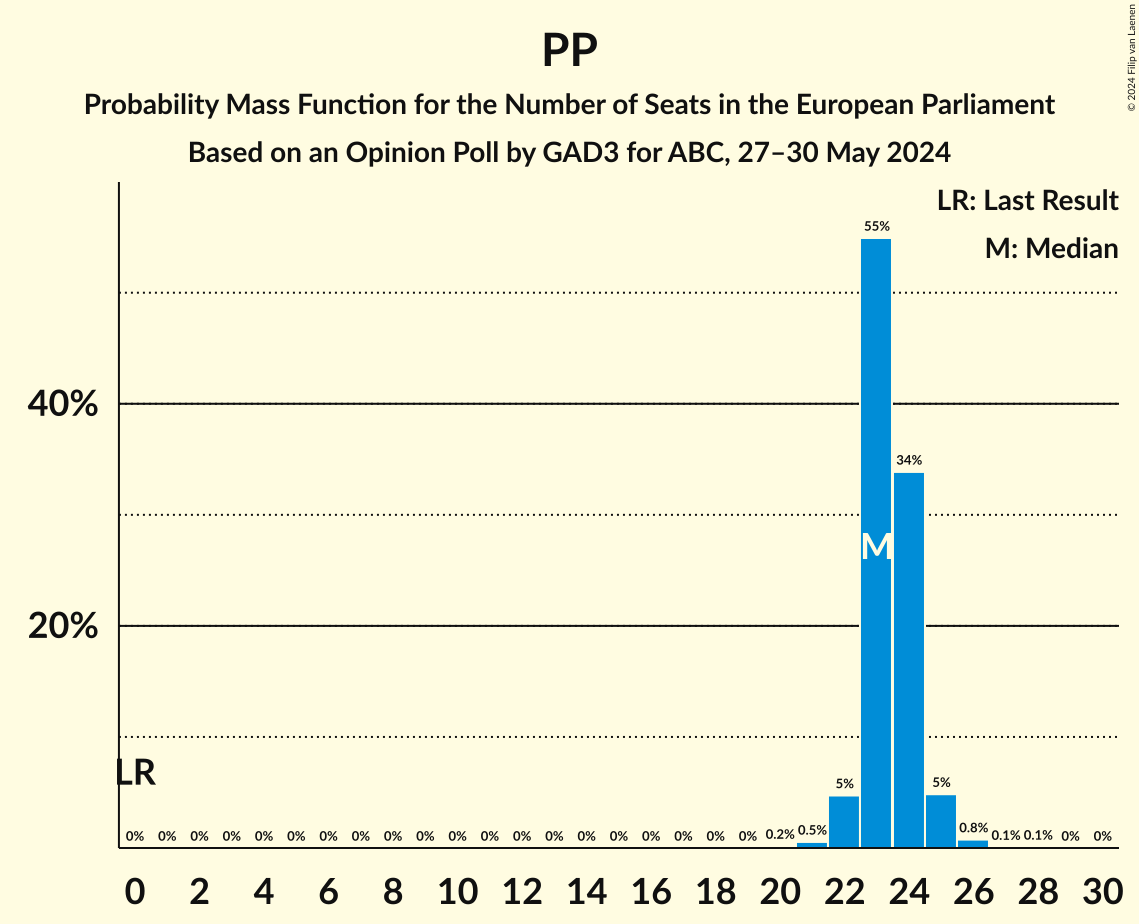 PP
Probability Mass Function for the Number of Seats in the European Parliament
Based on an Opinion Poll by GAD3 for ABC, 27–30 May 2024
© 2024 Filip van Laenen
LR: Last Result
M: Median
55%
40%
34%
M
20%
LR
0% 0% 0% 0% 0% 0% 0% 0% 0% 0% 0% 0% 0% 0% 0% 0% 0% 0% 0% 0% 0.2% 0.5% 5% 5% 0.8% 0.1% 0.1% 0% 0%
0 2 4 6 8 10 12 14 16 18 20 22 24 26 28 30